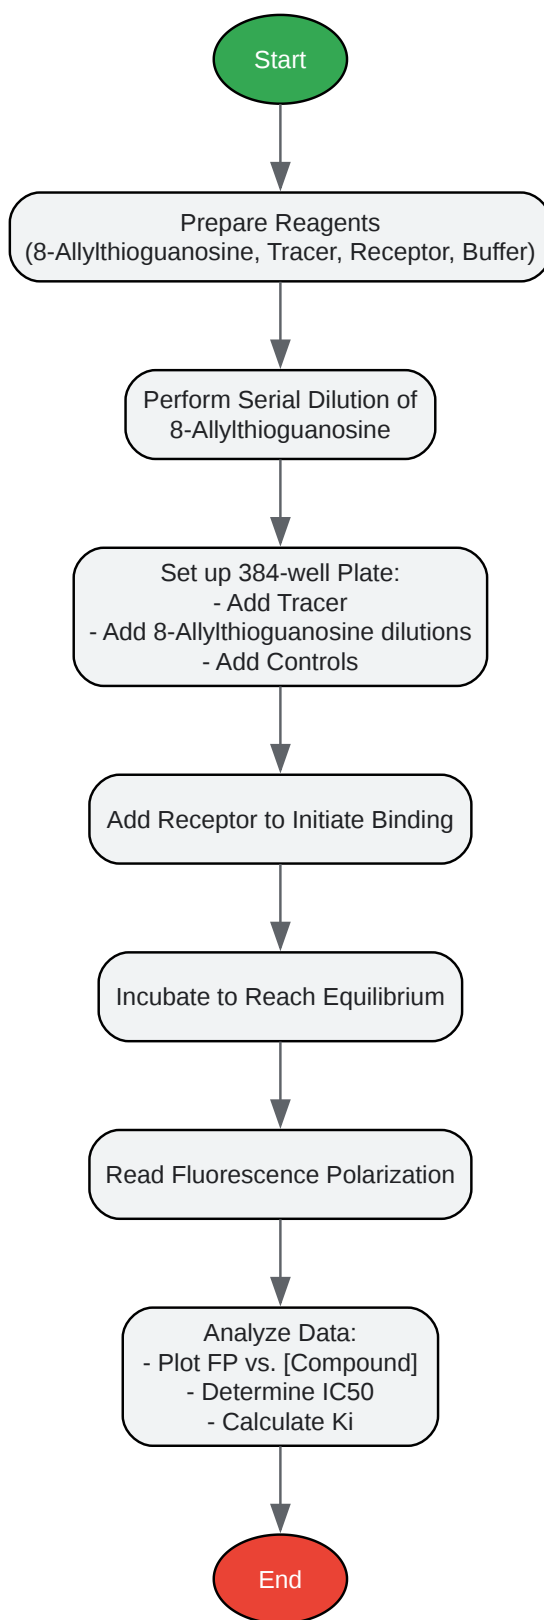 Start
Prepare Reagents
(8-Allylthioguanosine, Tracer, Receptor, Buffer)
Perform Serial Dilution of
8-Allylthioguanosine
Set up 384-well Plate:
- Add Tracer
- Add 8-Allylthioguanosine dilutions
- Add Controls
Add Receptor to Initiate Binding
Incubate to Reach Equilibrium
Read Fluorescence Polarization
Analyze Data:
- Plot FP vs. [Compound]
- Determine IC50
- Calculate Ki
End